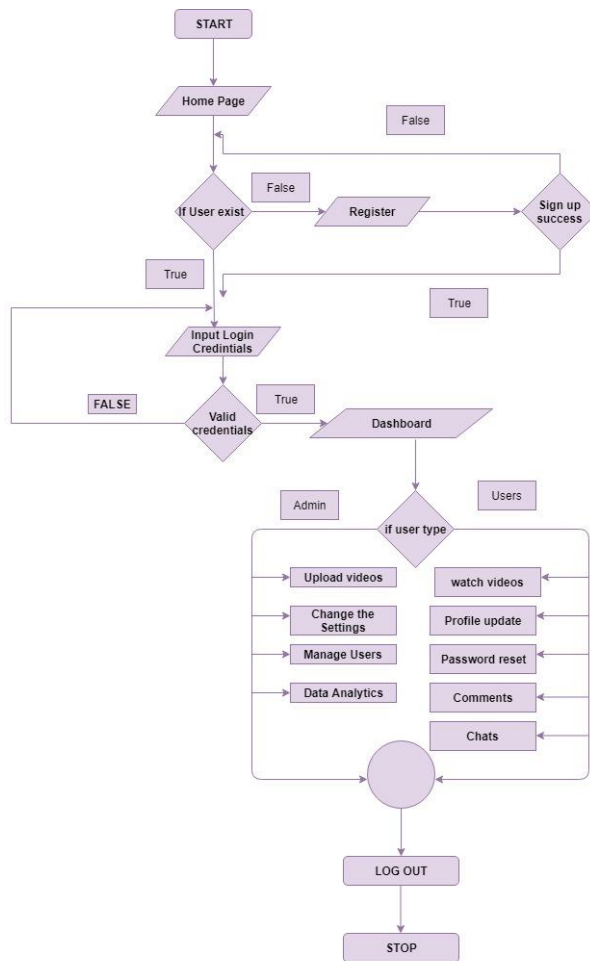 START
Home Page
False
If User exist
False
Register
Sign up
success
True
True
Input Login
Credintials
FALSE
Valid
credentials
True
Dashboard
Admin
if user type
Users
Upload videos
Change the
Settings
Manage Users
Data Analytics
watch videos
Profile update
Password reset
Comments
Chats
LOG OUT
STOP